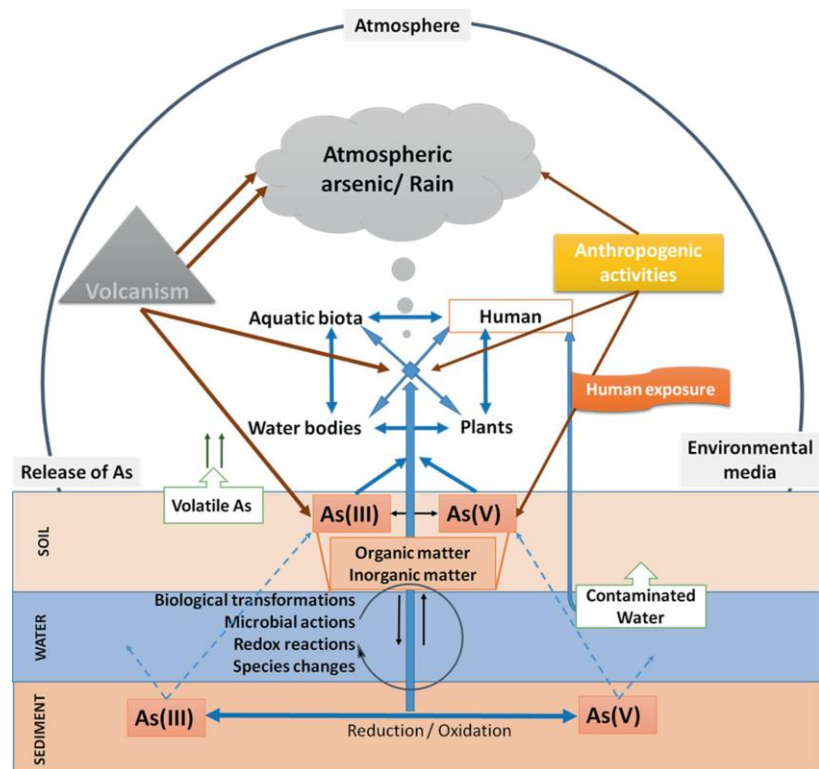 Atmosphere
Atmospheric
arsenic/ Rain
Volcanism
Anthropogenic
activities
Aquatic biota
Human
Human exposure
Water bodies
Plants
Release of As
Environmental
media
Volatile As
SOIL
As(III)
As(V)
Organic matter
Inorganic matter
Contaminated
Water
WATER
Biological transformations
Microbial actions
Redox reactions
Species changes
SEDIMENT
As(III)
As(V)
Reduction / Oxidation